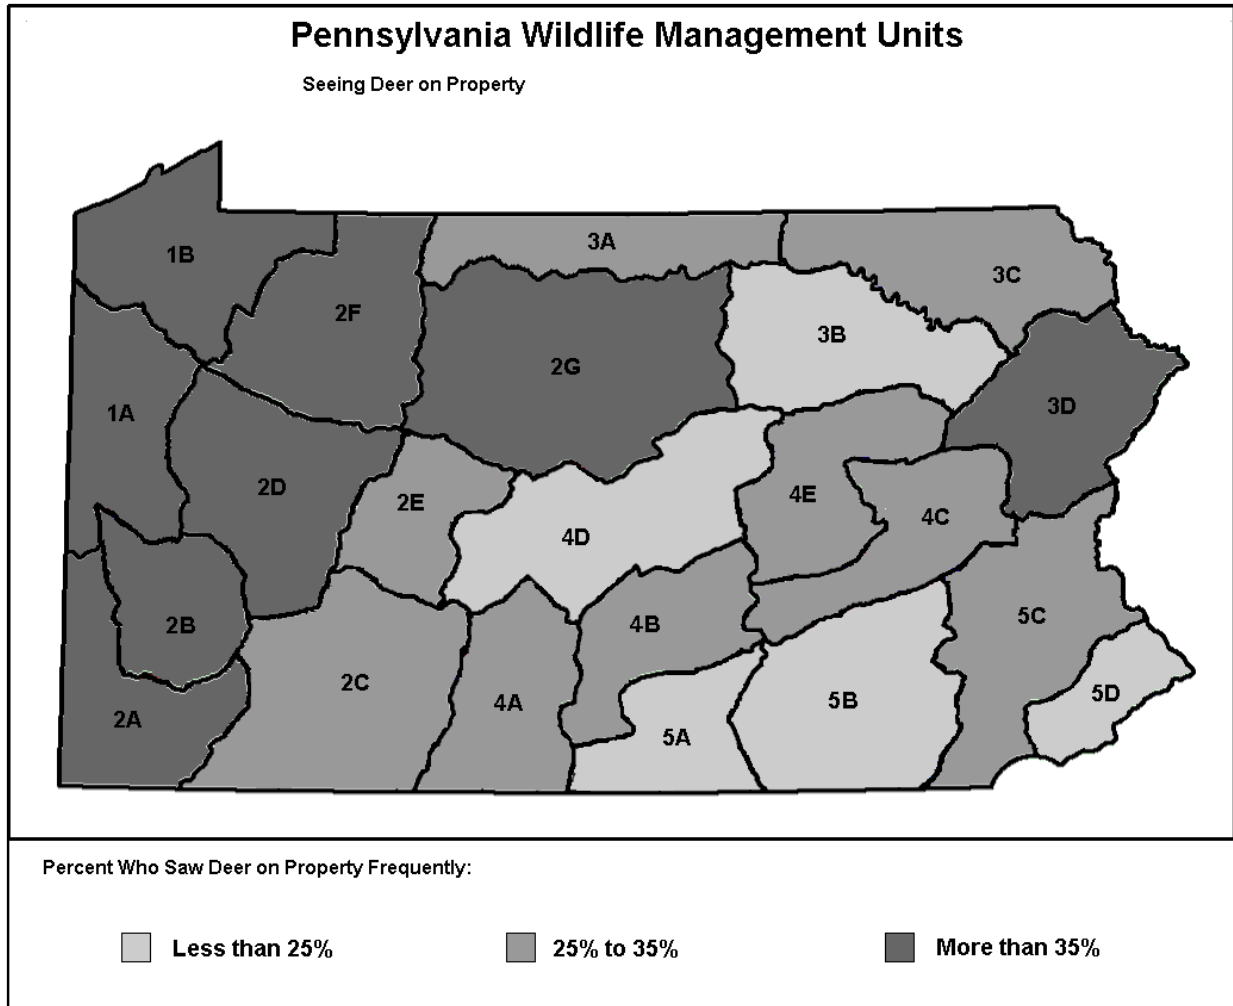 Pennsylvania Wildlife Management Units
Seeing Deer on Property
3A
1B
3C
2F
3B
2G
3D
1A
2D
4E
2E
4C
4D
5C
2B
4B
2C
5D
5B
4A
2A
5A
Percent Who Saw Deer on Property Frequently:
Less than 25%
25% to 35%
More than 35%